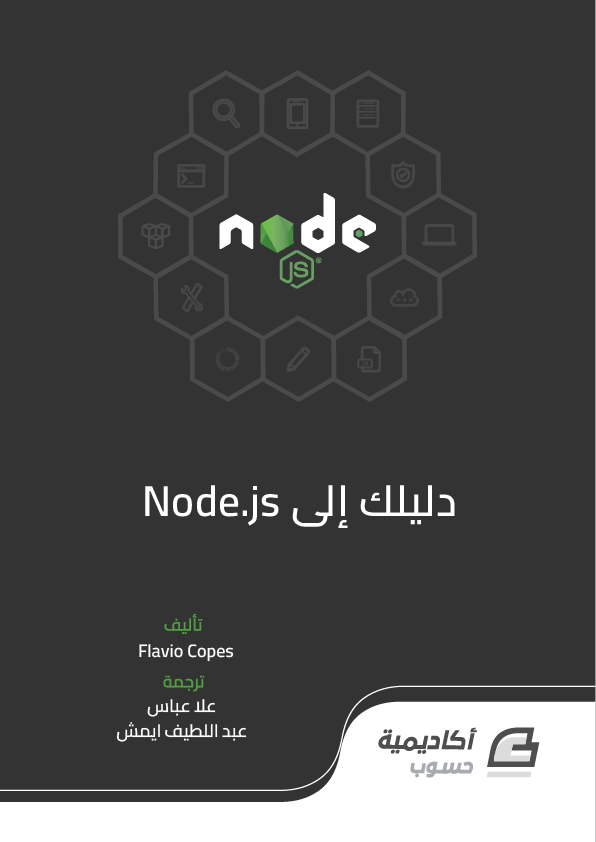 node
JS®
دليلك إلى Node.js
تأليف
Flavio Copes
ترجمة
علا عباس
عبد اللطيف ايمش
أكاديمية
حسوب